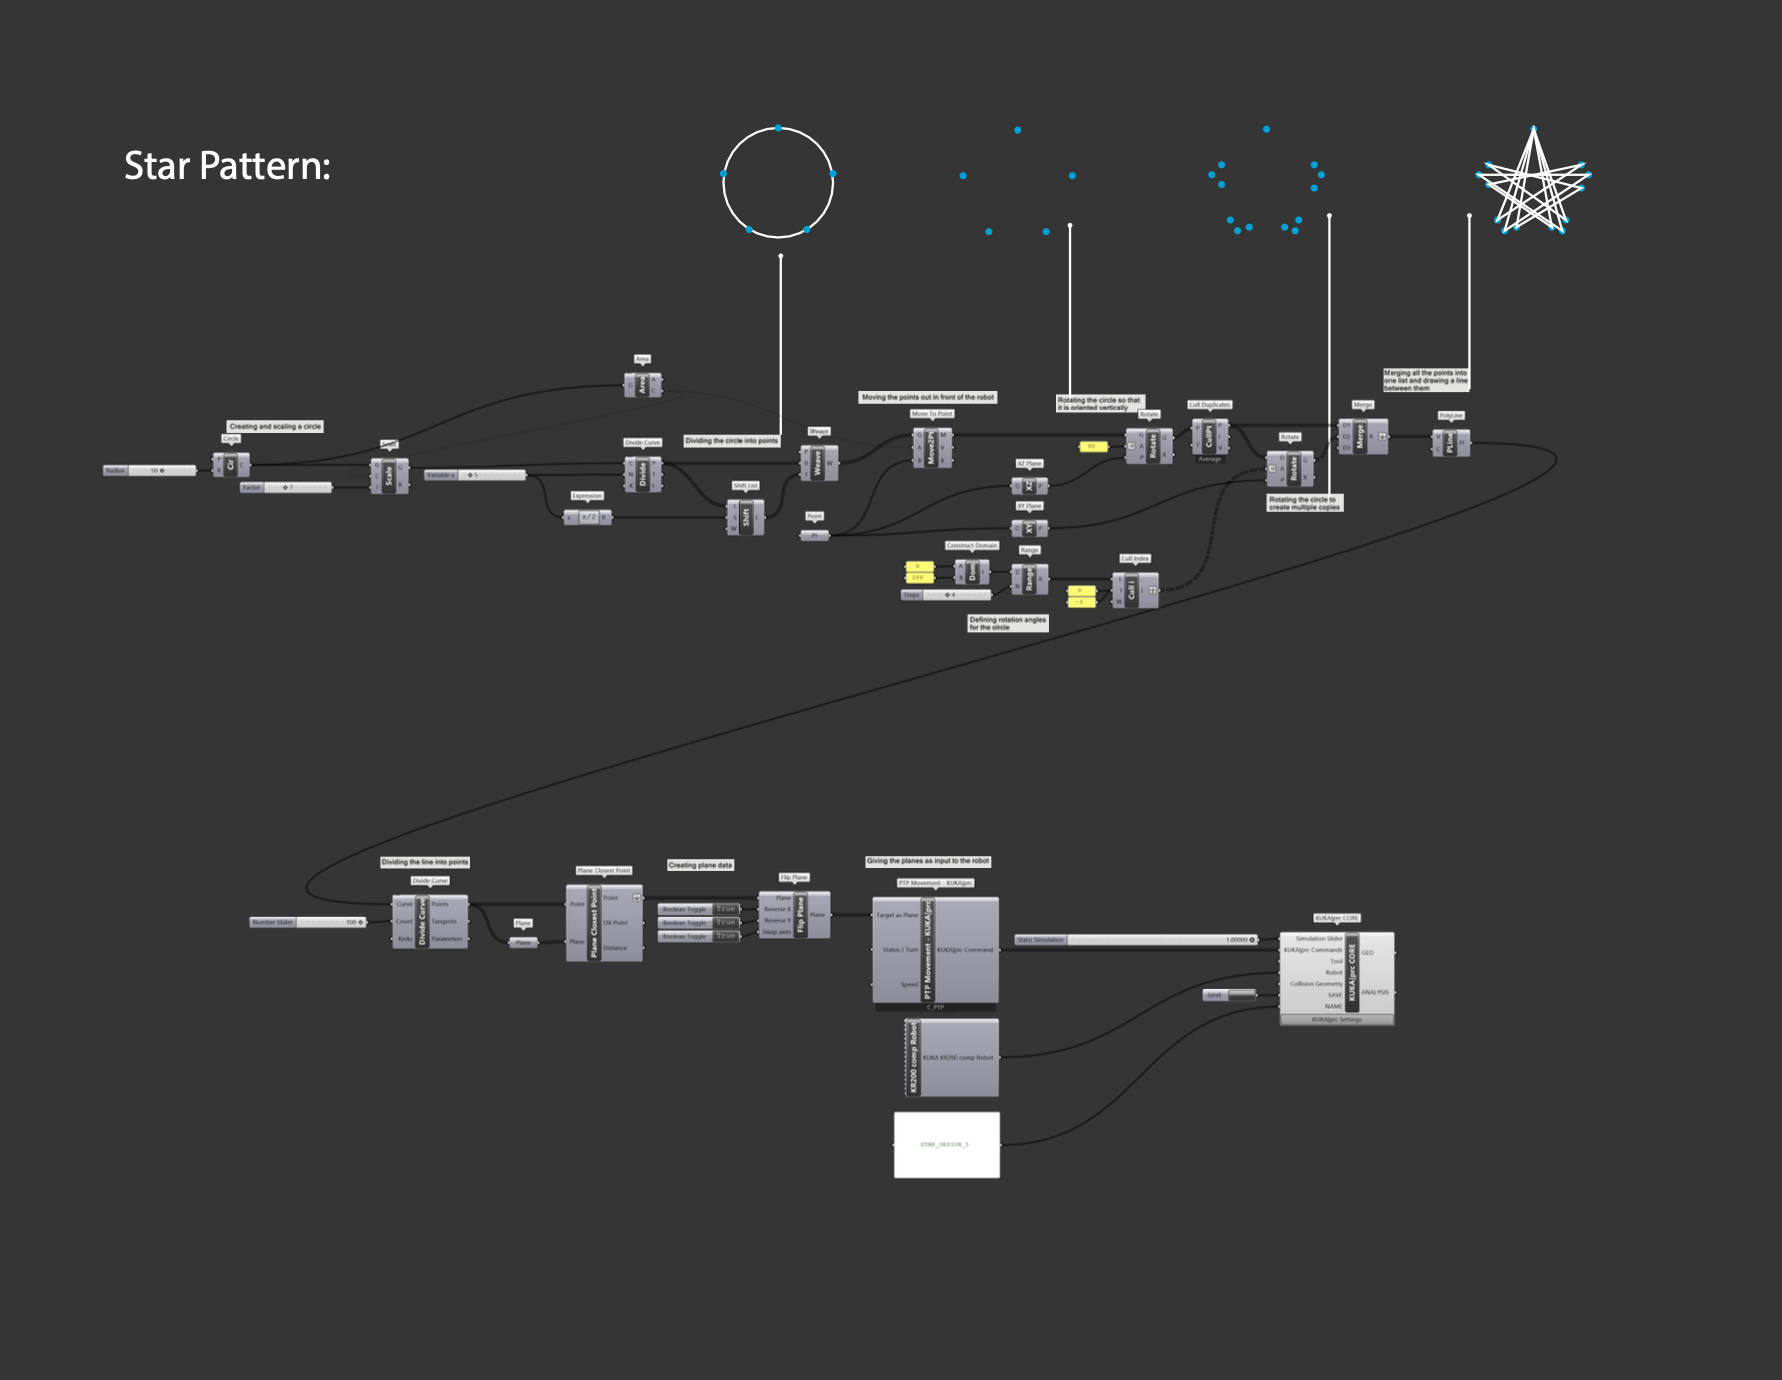 Star Pattern:
Area
Area
G
A
C
Creating and scaling a circle
Circle
Cir
P
R
C
Radius
50
Factor
7
Scale
G
C
F
G
X
Variable x
5
Divide Curve
Divide
C
N
K
P
T
t
Expression
x
x/2
R
Dividing the circle into points
Shift List
Shift
L
S
W
L
Weave
Weave
P
0
1
W
Point
Pt
Moving the points out in front of the robot
Move To Point
Move2Pt
G
A
B
M
V
X
XZ Plane
O
XZ
P
XY Plane
O
XY
P
Construct Domain
0
180
A
B
Dom
I
Steps
4
Range
Range
D
N
R
Defining rotation angles
for the circle
Cull Index
0
-1
Cull i
L
I
W
L
Rotating the circle so that
it is oriented vertically
Rotate
90
Rotate
G
A
P
G
X
Cull Duplicates
CullPt
P
T
P
I
V
Average
Rotate
Rotate
G
A
P
G
X
Rotating the circle to
create multiple copies
Merge
Merge
D1
D2
D3
R
Merging all the points into
one list and drawing a line
between them
PolyLine
PLine
V
C
Pl
Dividing the line into points
Divide Curve
Curve
Count
Kinks
Divide Curve
Points
Tangents
Parameters
Number Slider
100
Plane
Plane
Plane Closest Point
Point
Plane
Plane Closest Point
Point
UV Point
Distance
Creating plane data
Boolean Toggle True
Boolean Toggle True
Boolean Toggle True
Flip Plane
Plane
Reverse X
Reverse Y
Swap axes
Flip Plane
Plane
Giving the planes as input to the robot
PTP Movement - KUKA|prc
Target as Plane
Status / Turn
Speed
PTP Movement - KUKA|prc
KUKA|prc Command
C_PTP
KR200 comp Robot
KUKA KR200 comp Robot
STAR_DESIGN_5
Static Simulation
1.00000
SAVE
KUKA|prc CORE
Simulation Slider
KUKA|prc Commands
Tool
Robot
Collision Geometry
SAVE
NAME
KUKA|prc CORE
GEO
ANALYSIS
KUKA|prc Settings